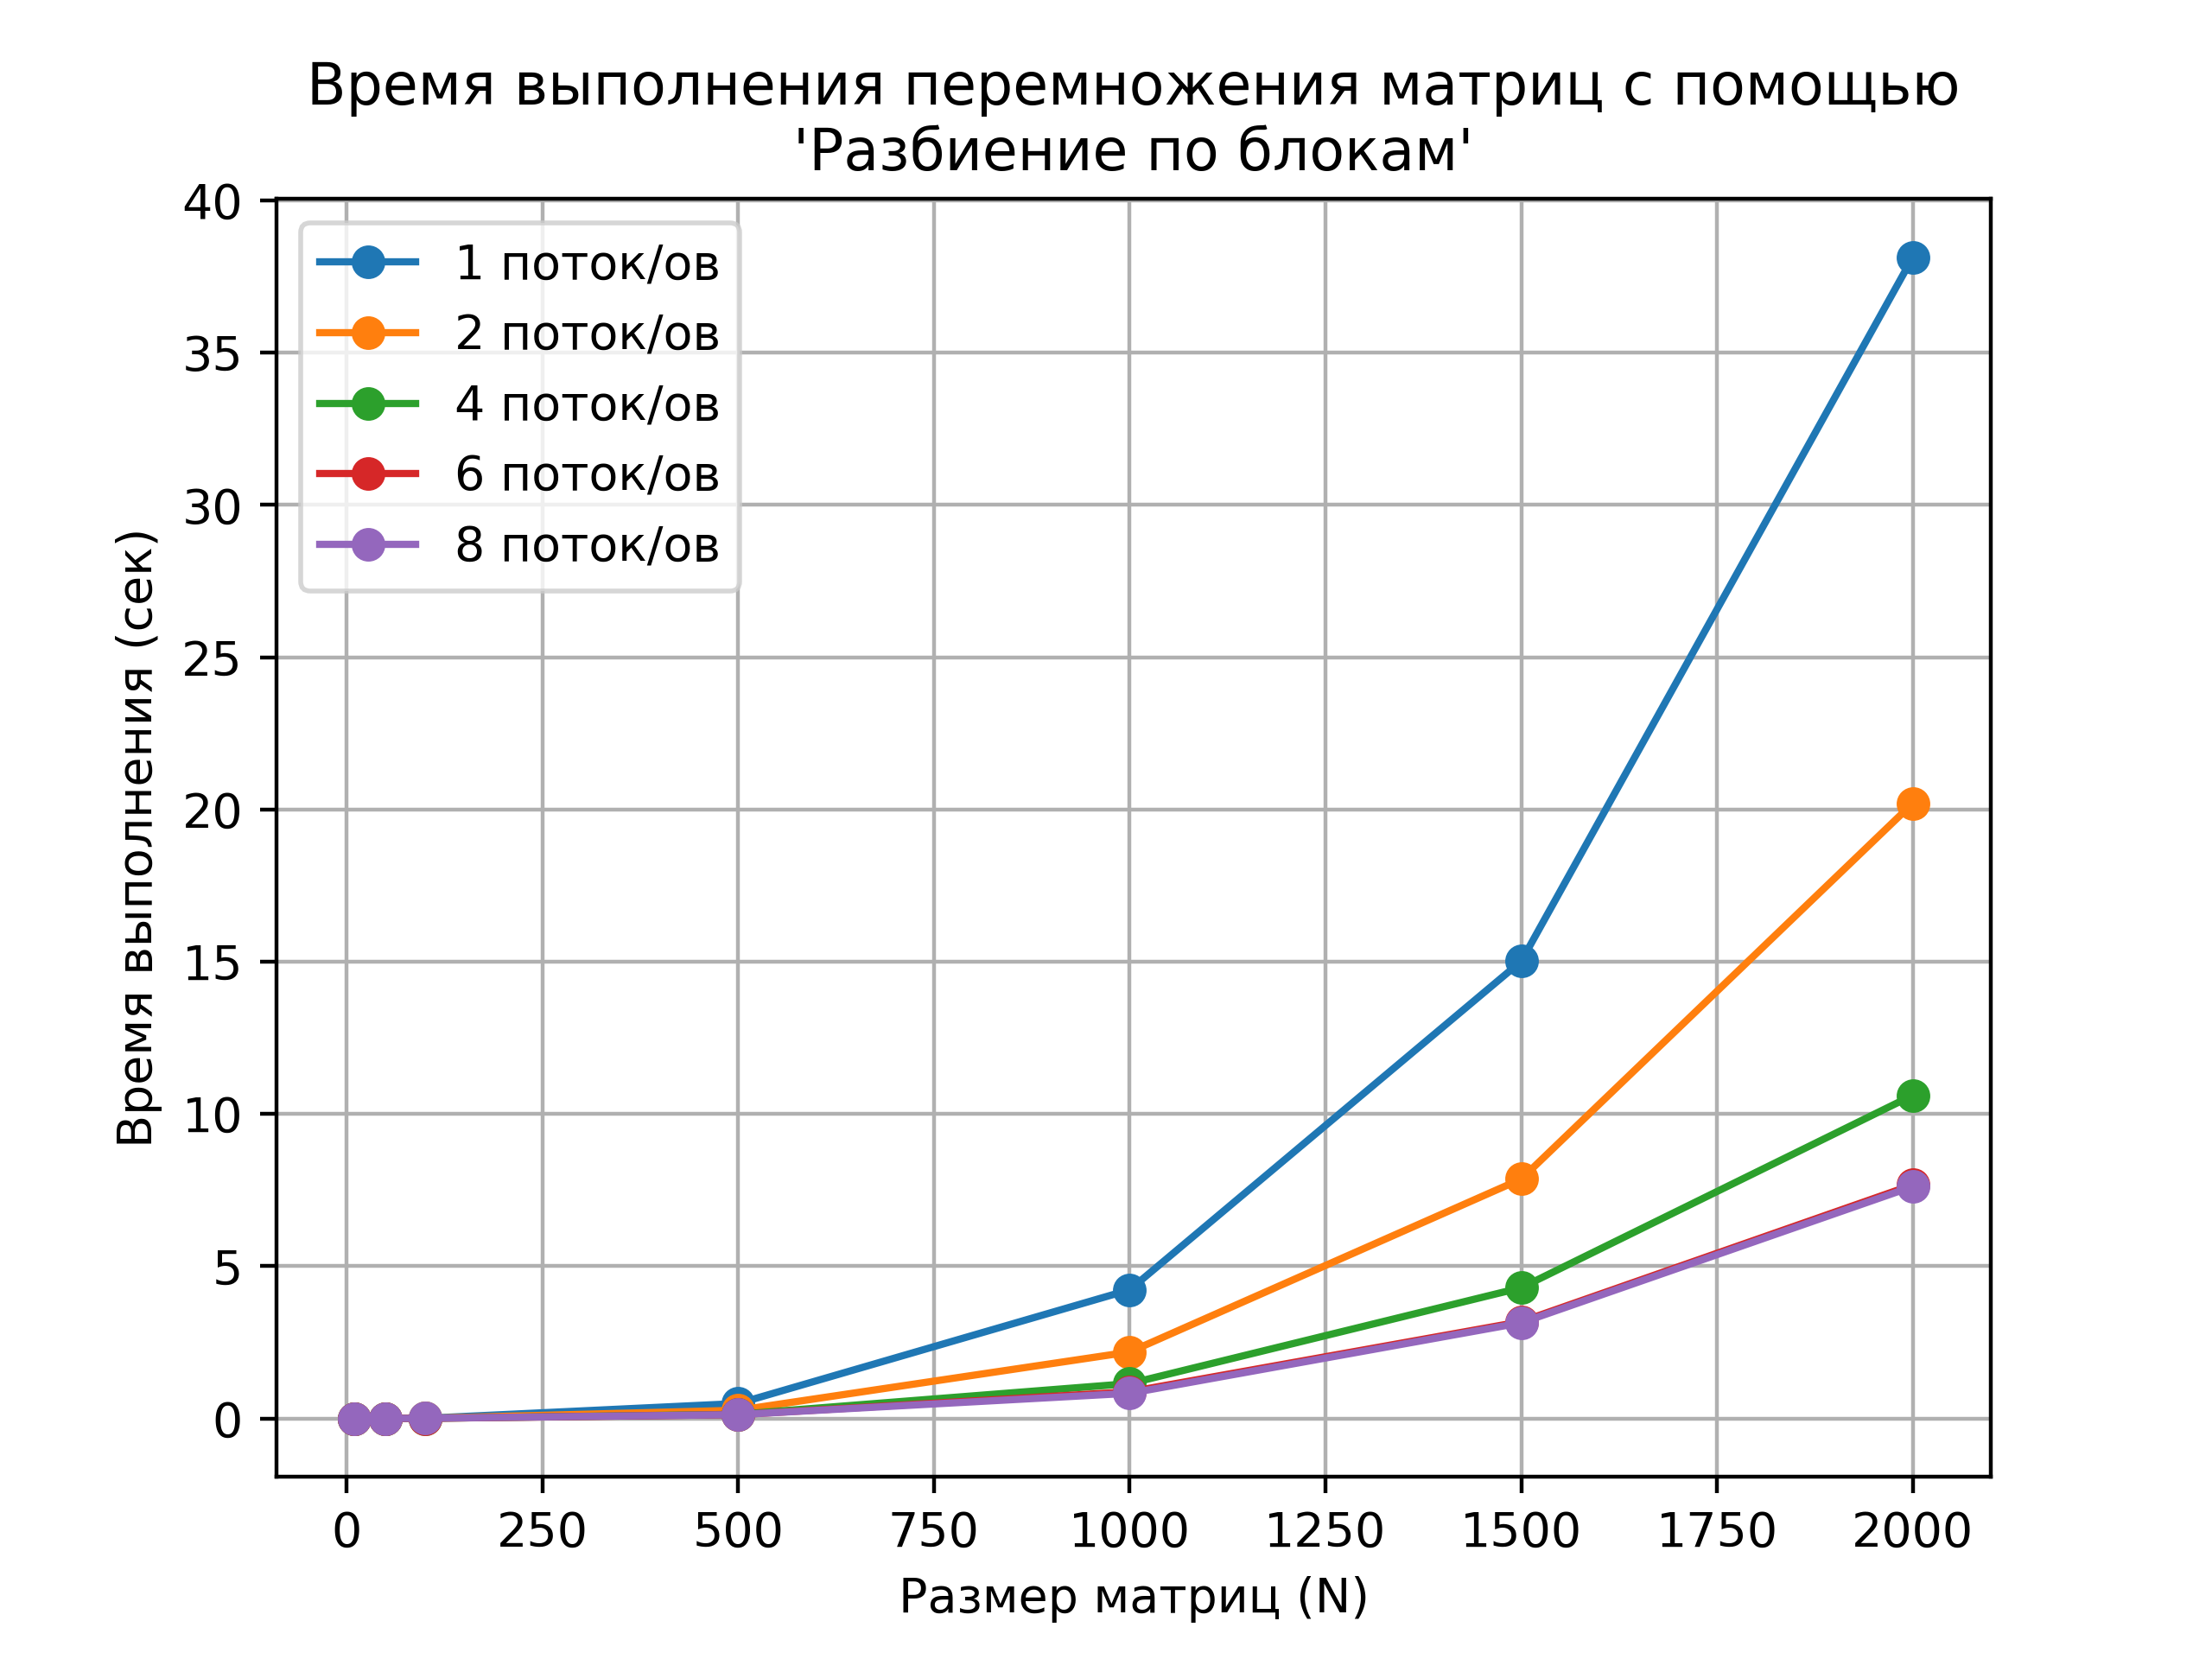 Время выполнения перемножения матриц с помощью
'Разбиение по блокам'
40
35
30
25
20
15
10
5
0
Время выполнения (сек)
1 поток/ов
2 поток/ов
4 поток/ов
6 поток/ов
8 поток/ов
0 250 500 750 1000 1250 1500 1750 2000
Размер матриц (N)